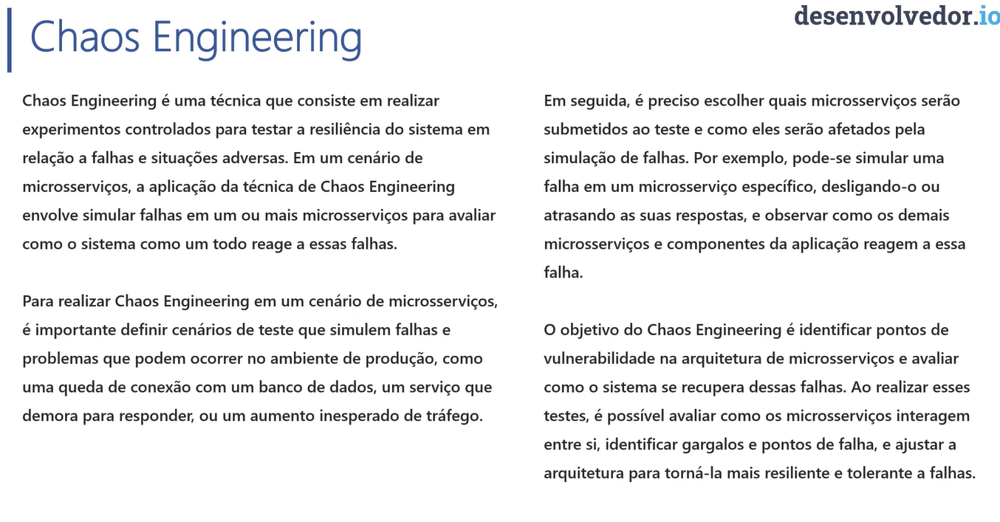 desenvolvedor.io
Chaos Engineering
Chaos Engineering é uma técnica que consiste em realizar
experimentos controlados para testar a resiliência do sistema em
relação a falhas e situações adversas. Em um cenário de
microsserviços, a aplicação da técnica de Chaos Engineering
envolve simular falhas em um ou mais microsserviços para avaliar
como o sistema como um todo reage a essas falhas.
Para realizar Chaos Engineering em um cenário de microsserviços,
é importante definir cenários de teste que simulem falhas e
problemas que podem ocorrer no ambiente de produção, como
uma queda de conexão com um banco de dados, um serviço que
demora para responder, ou um aumento inesperado de tráfego.
Em seguida, é preciso escolher quais microsserviços serão
submetidos ao teste e como eles serão afetados pela
simulação de falhas. Por exemplo, pode-se simular uma
falha em um microsserviço específico, desligando-o ou
atrasando as suas respostas, e observar como os demais
microsserviços e componentes da aplicação reagem a essa
falha.
O objetivo do Chaos Engineering é identificar pontos de
vulnerabilidade na arquitetura de microsserviços e avaliar
como o sistema se recupera dessas falhas. Ao realizar esses
testes, é possível avaliar como os microsserviços interagem
entre si, identificar gargalos e pontos de falha, e ajustar a
arquitetura para torná-la mais resiliente e tolerante a falhas.